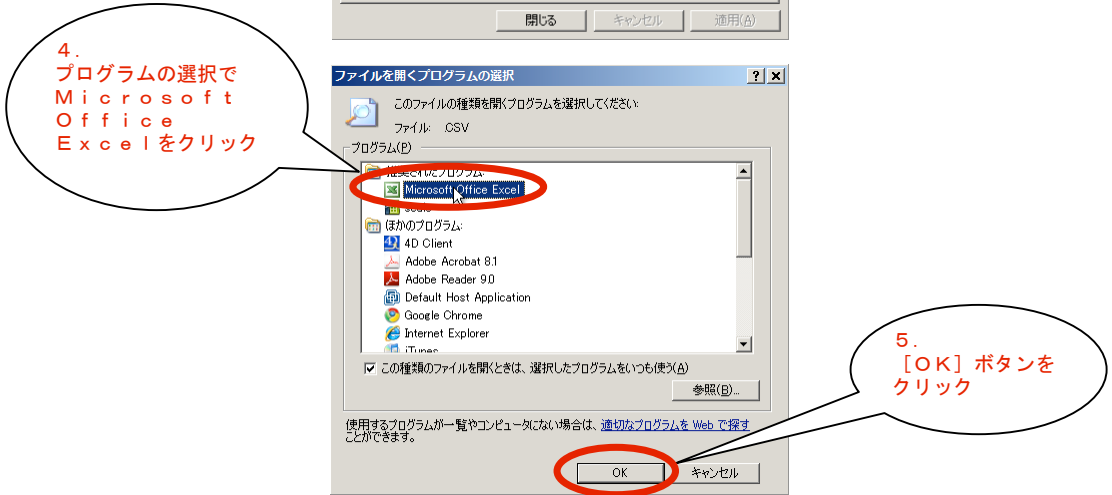 閉じる
キャンセル
適用(A)
4.
プログラムの選択で
Microsoft
Office
Excelをクリック
ファイルを開くプログラムの選択
このファイルの種類を開くプログラムを選択してください:
ファイル: .CSV
プログラム(P)
推奨されたプログラム:
Microsoft Office Excel
ほかのプログラム:
4D Client
Adobe Acrobat 8.1
Adobe Reader 9.0
Default Host Application
Google Chrome
Internet Explorer
iTunes
この種類のファイルを開くときは、選択したプログラムをいつも使う(A)
参照(B)...
使用するプログラムが一覧やコンピュータにない場合は、適切なプログラムを Web で探す
ことができます。
OK
キャンセル
5.
[OK]ボタンを
クリック